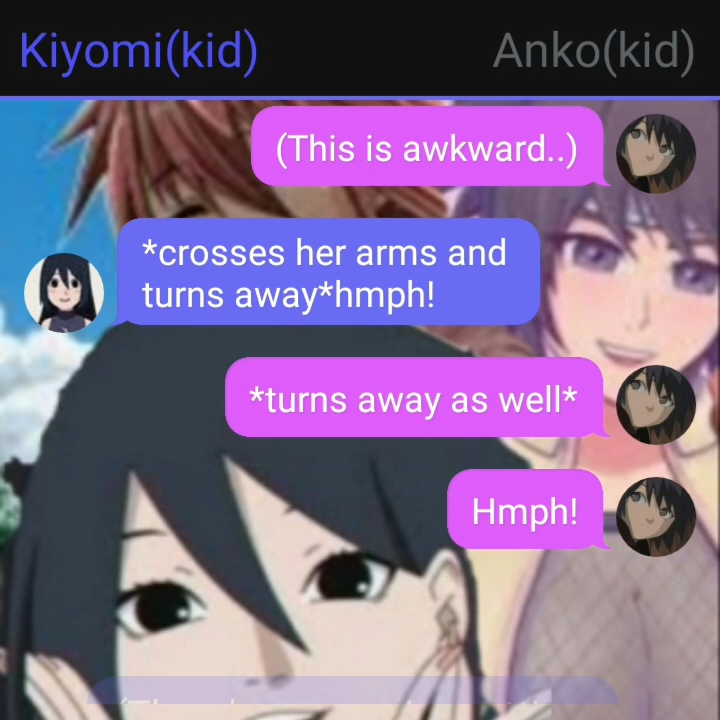 Kiyomi(kid) Anko(kid)
(This is awkward..)
*crosses her arms and
turns away*hmph!
*turns away as well*
Hmph!